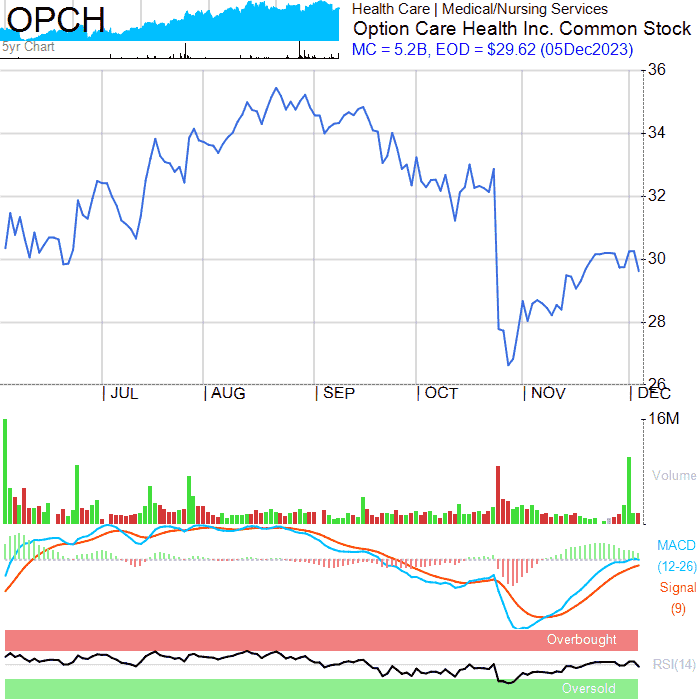 OPCH
5yr Chart
Health Care | Medical/Nursing Services
Option Care Health Inc. Common Stock
MC = 5.2B, EOD = $29.62 (05Dec2023)
36
34
32
30
28
26
| JUL | AUG | SEP | OCT | NOV | DEC
16M
Volume
MACD
(12-26)
Signal
(9)
Overbought
RSI(14)
Oversold